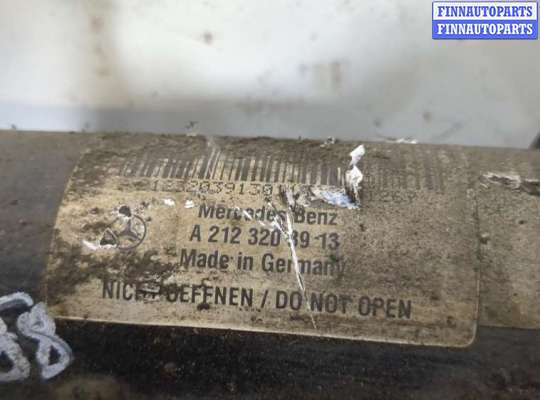 FINNAUTOPARTS
FINNAUTOPARTS
Mercedes-Benz
A 212 320 39 13
Made in Germany
NICHT OEFFNEN / DO NOT OPEN